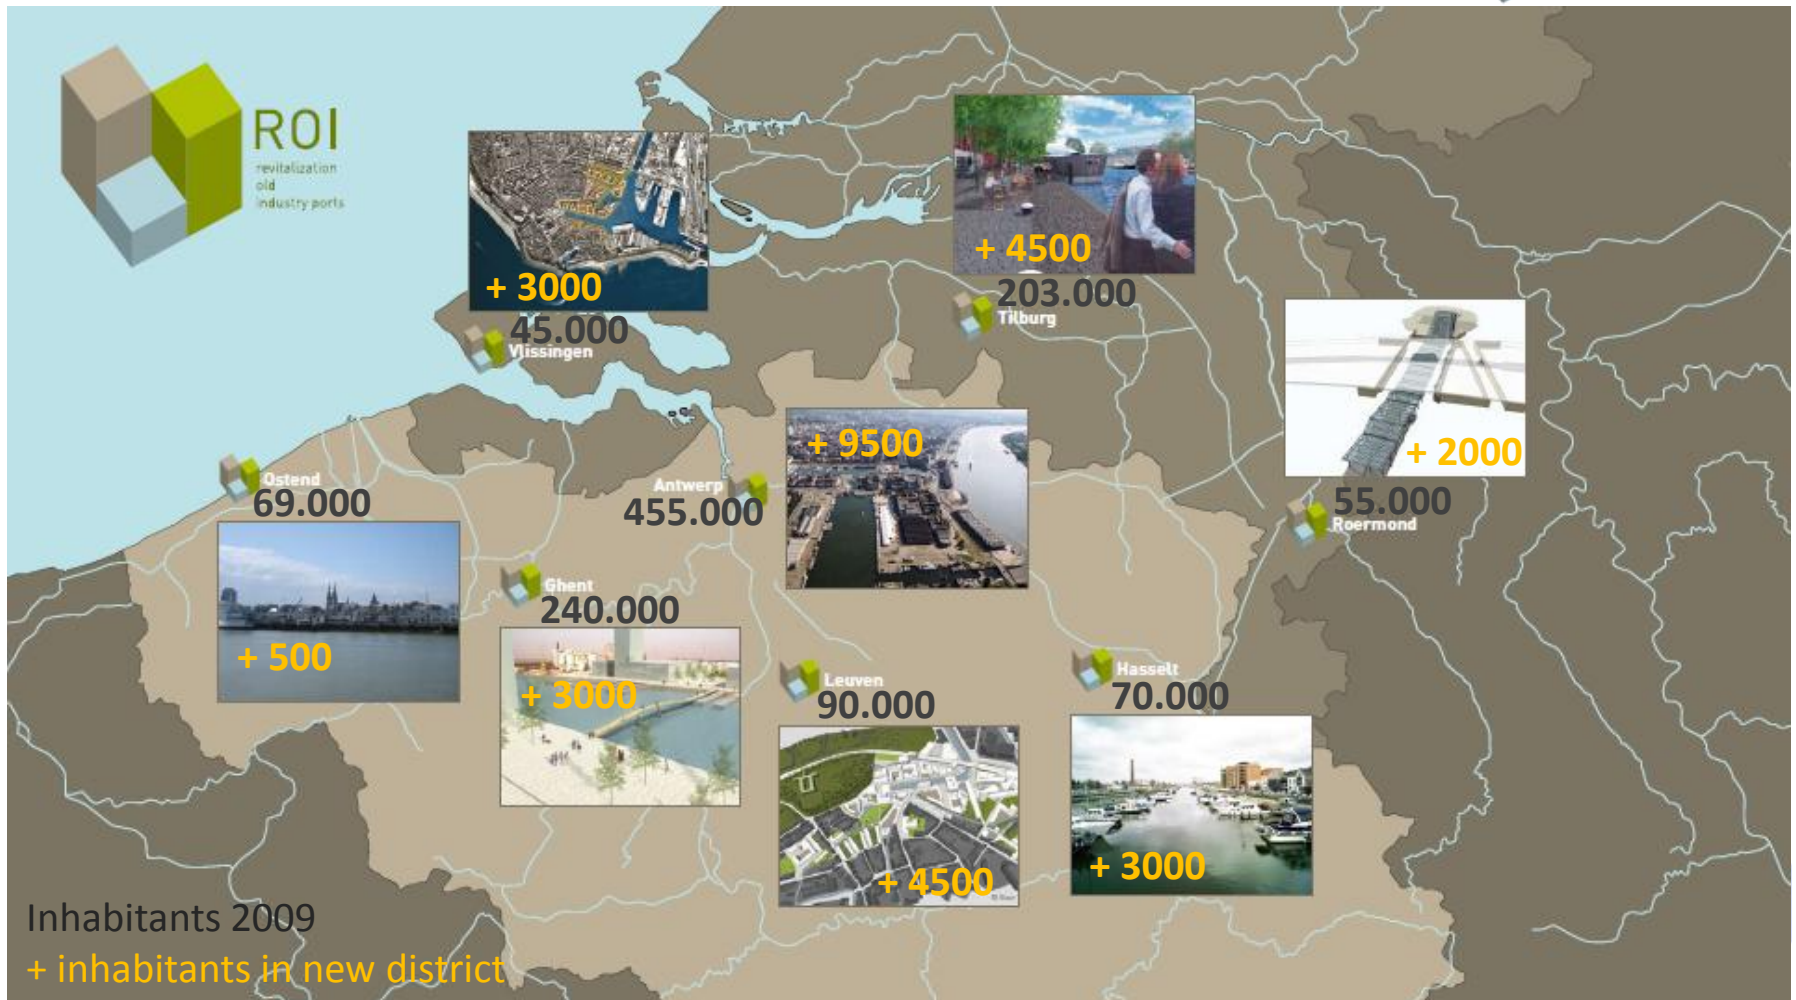 ROI
revitalization
old
industry ports
+ 3000
45.000
Vlissingen
+ 4500
203.000
Tilburg
+ 2000
55.000
Roermond
+ 9500
Antwerp
455.000
Ostend
69.000
+ 500
Ghent
240.000
+ 3000
Leuven
90.000
+ 4500
Hasselt
70.000
+ 3000
Inhabitants 2009
+ inhabitants in new district